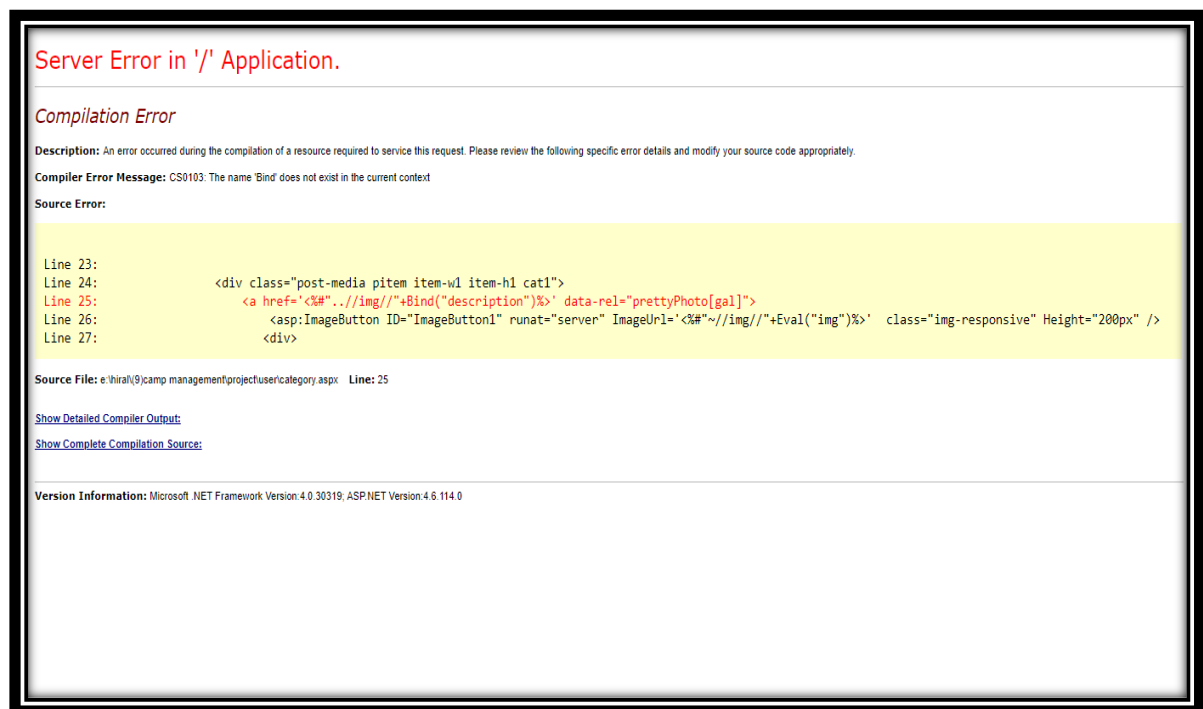 Server Error in '/' Application.
Compilation Error
Description: An error occurred during the compilation of a resource required to service this request. Please review the following specific error details and modify your source code appropriately.
Compiler Error Message: CS0103: The name 'Bind' does not exist in the current context
Source Error:
Line 23:
Line 24: <div class="post-media pitem item-w1 item-h1 cat1">
Line 25: <a href='<%#"..//img//"+Bind("description")%>' data-rel="prettyPhoto[gal]">
Line 26: <asp:ImageButton ID="ImageButton1" runat="server" ImageUrl='<%#"~//img//"+Eval("img")%>' class="img-responsive" Height="200px" />
Line 27: <div>
Source File: e:\hiral\(9)camp management\project\user\category.aspx Line: 25
Show Detailed Compiler Output:
Show Complete Compilation Source:
Version Information: Microsoft .NET Framework Version:4.0.30319; ASP.NET Version:4.6.114.0